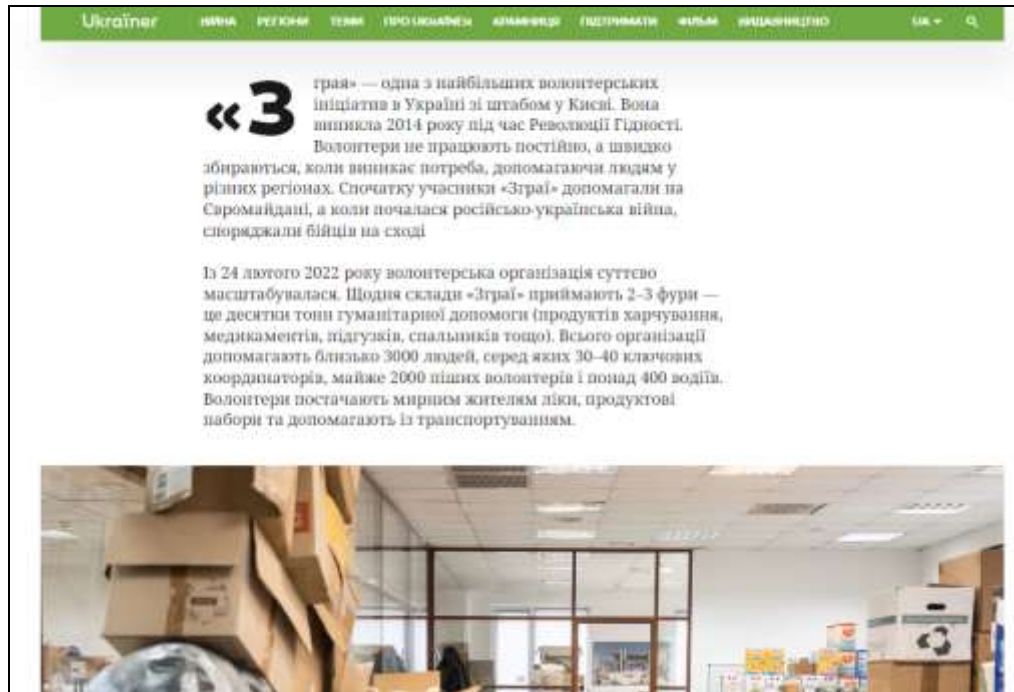 Ukraïner ВІЙНА РЕГІОНИ ТЕМИ ПРО UKRAÏNER КРАМНИЦЯ ПІДТРИМАТИ ФІЛЬМ ВИДАВНИЦТВО UA
«Зграя» — одна з найбільших волонтерських
ініціатив в Україні зі штабом у Києві. Вона
виникла 2014 року під час Революції Гідності.
Волонтери не працюють постійно, а швидко
збираються, коли виникає потреба, допомагаючи людям у
різних регіонах. Спочатку учасники «Зграї» допомагали на
Євромайдані, а коли почалася російсько-українська війна,
споряджали бійців на сході
Із 24 лютого 2022 року волонтерська організація суттєво
масштабувалася. Щодня склади «Зграї» приймають 2–3 фури —
це десятки тонн гуманітарної допомоги (продуктів харчування,
медикаментів, підгузків, спальників тощо). Всього організації
допомагають близько 3000 людей, серед яких 30–40 ключових
координаторів, майже 2000 піших волонтерів і понад 400 водіїв.
Волонтери постачають мирним жителям ліки, продуктові
набори та допомагають із транспортуванням.